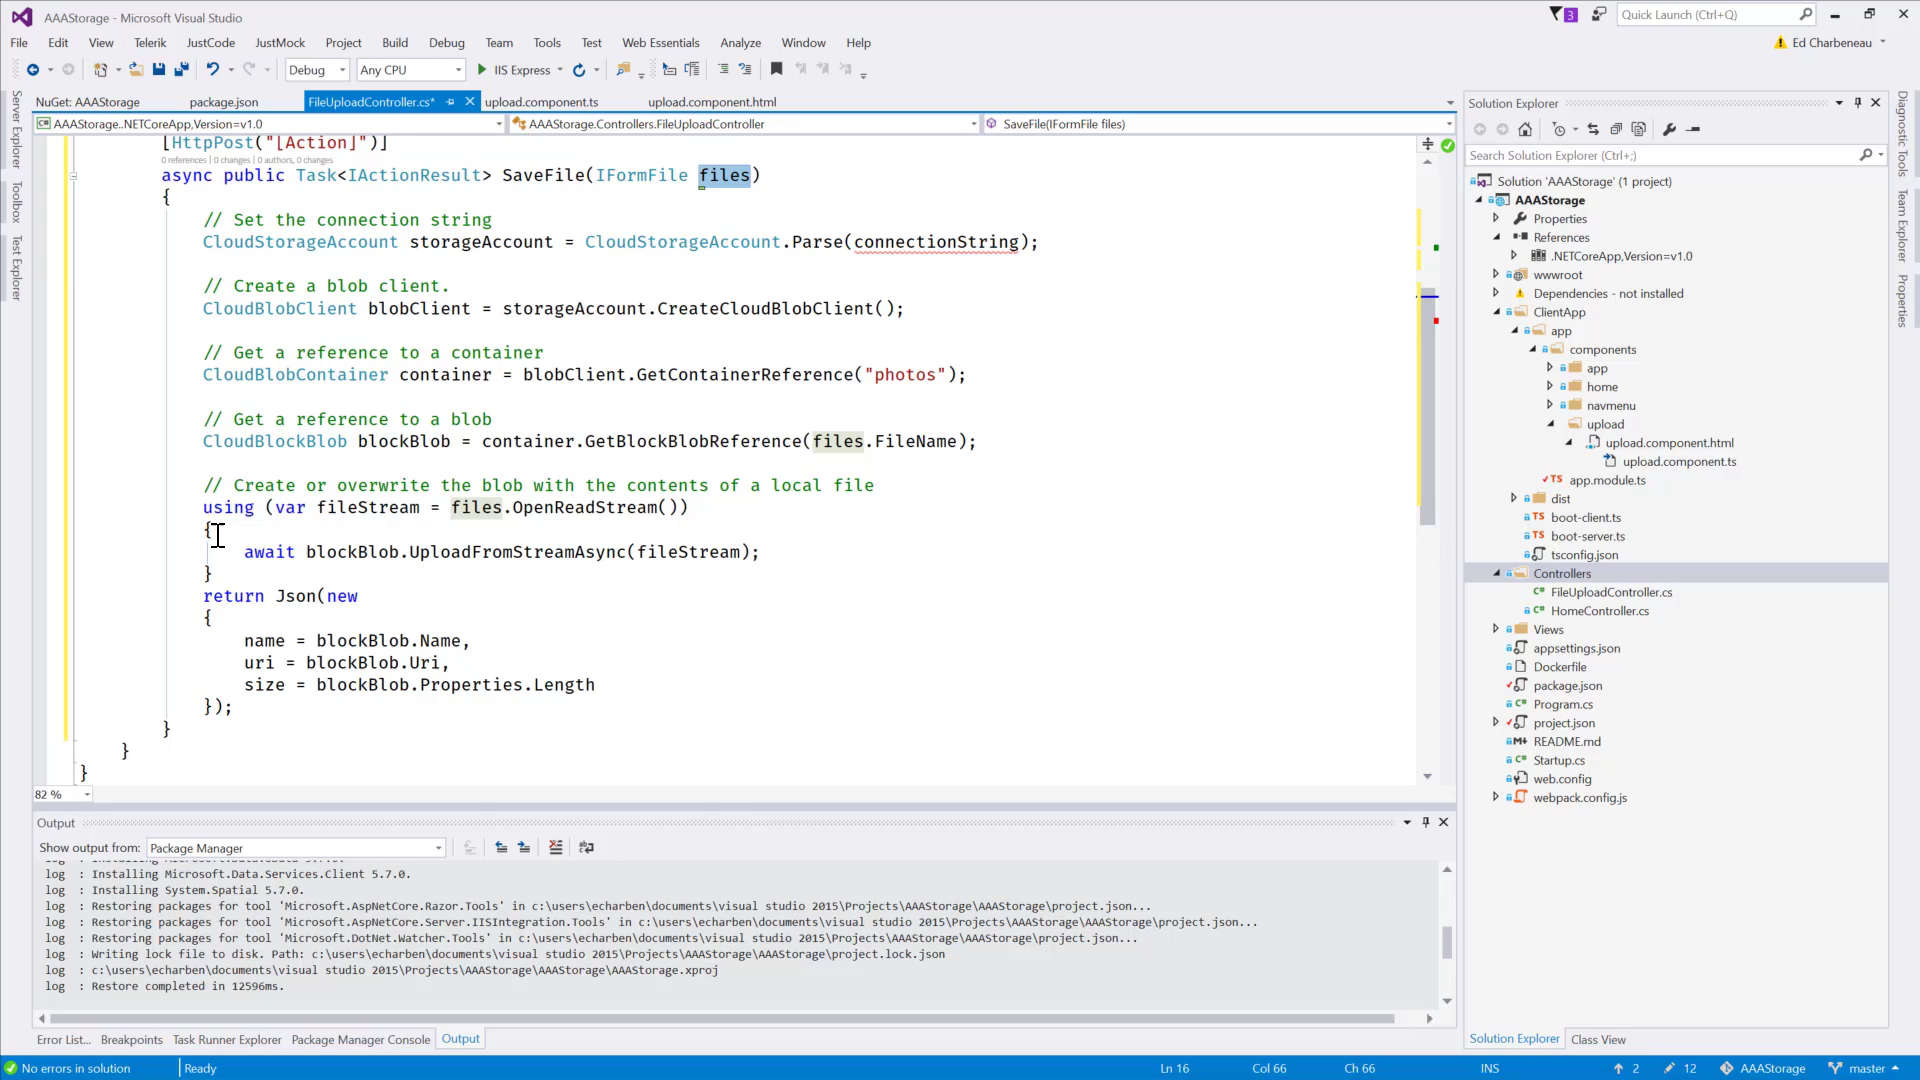 AAAStorage - Microsoft Visual Studio
3
Quick Launch (Ctrl+Q)
File Edit View Telerik JustCode JustMock Project Build Debug Team Tools Test Web Essentials Analyze Window Help
Ed Charbeneau
Debug Any CPU IIS Express
NuGet: AAAStorage package.json FileUploadController.cs* upload.component.ts upload.component.html
AAAStorage..NETCoreApp,Version=v1.0 AAAStorage.Controllers.FileUploadController SaveFile(IFormFile files)
Server Explorer
Toolbox
Test Explorer
[HttpPost("[Action]")]
0 references | 0 changes | 0 authors, 0 changes
async public Task<IActionResult> SaveFile(IFormFile files)
{
// Set the connection string
CloudStorageAccount storageAccount = CloudStorageAccount.Parse(connectionString);
// Create a blob client.
CloudBlobClient blobClient = storageAccount.CreateCloudBlobClient();
// Get a reference to a container
CloudBlobContainer container = blobClient.GetContainerReference("photos");
// Get a reference to a blob
CloudBlockBlob blockBlob = container.GetBlockBlobReference(files.FileName);
// Create or overwrite the blob with the contents of a local file
using (var fileStream = files.OpenReadStream())
{
await blockBlob.UploadFromStreamAsync(fileStream);
}
return Json(new
{
name = blockBlob.Name,
uri = blockBlob.Uri,
size = blockBlob.Properties.Length
});
}
}
}
82 %
Output
Show output from: Package Manager
log : Installing Microsoft.Data.Services.Client 5.7.0.
log : Installing System.Spatial 5.7.0.
log : Restoring packages for tool 'Microsoft.AspNetCore.Razor.Tools' in c:\users\echarben\documents\visual studio 2015\Projects\AAAStorage\AAAStorage\project.json...
log : Restoring packages for tool 'Microsoft.AspNetCore.Server.IISIntegration.Tools' in c:\users\echarben\documents\visual studio 2015\Projects\AAAStorage\AAAStorage\project.json...
log : Restoring packages for tool 'Microsoft.DotNet.Watcher.Tools' in c:\users\echarben\documents\visual studio 2015\Projects\AAAStorage\AAAStorage\project.json...
log : Writing lock file to disk. Path: c:\users\echarben\documents\visual studio 2015\Projects\AAAStorage\AAAStorage\project.lock.json
log : c:\users\echarben\documents\visual studio 2015\Projects\AAAStorage\AAAStorage\AAAStorage.xproj
log : Restore completed in 12596ms.
Error List... Breakpoints Task Runner Explorer Package Manager Console Output
Solution Explorer
Search Solution Explorer (Ctrl+;)
Solution 'AAAStorage' (1 project)
AAAStorage
Properties
References
.NETCoreApp,Version=v1.0
wwwroot
Dependencies - not installed
ClientApp
app
components
app
home
navmenu
upload
upload.component.html
upload.component.ts
TS app.module.ts
dist
TS boot-client.ts
TS boot-server.ts
tsconfig.json
Controllers
C# FileUploadController.cs
C# HomeController.cs
Views
appsettings.json
Dockerfile
package.json
C# Program.cs
project.json
README.md
C# Startup.cs
web.config
webpack.config.js
Solution Explorer Class View
Diagnostic Tools
Team Explorer
Properties
No errors in solution Ready Ln 16 Col 66 Ch 66 INS 2 12 AAAStorage master